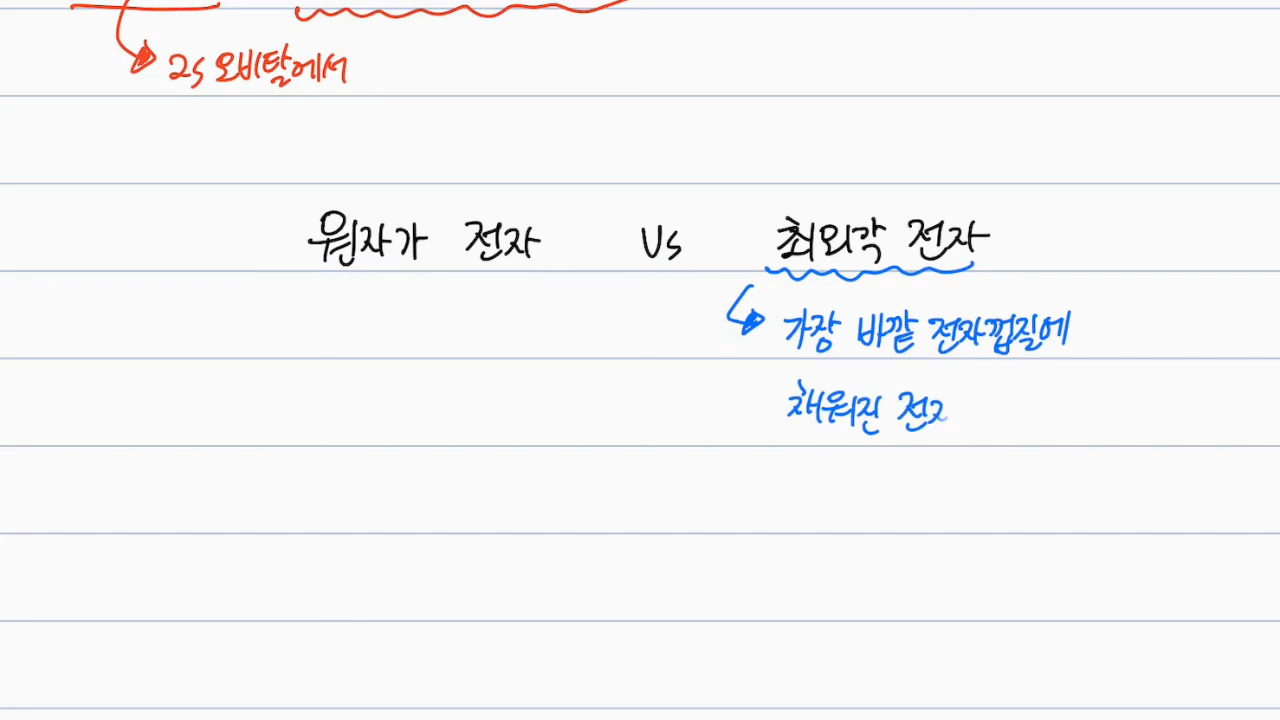 2s 오비탈에서
원자가 전자 vs 최외각 전자
가장 바깥 전자껍질에
채워진 전ㅈ